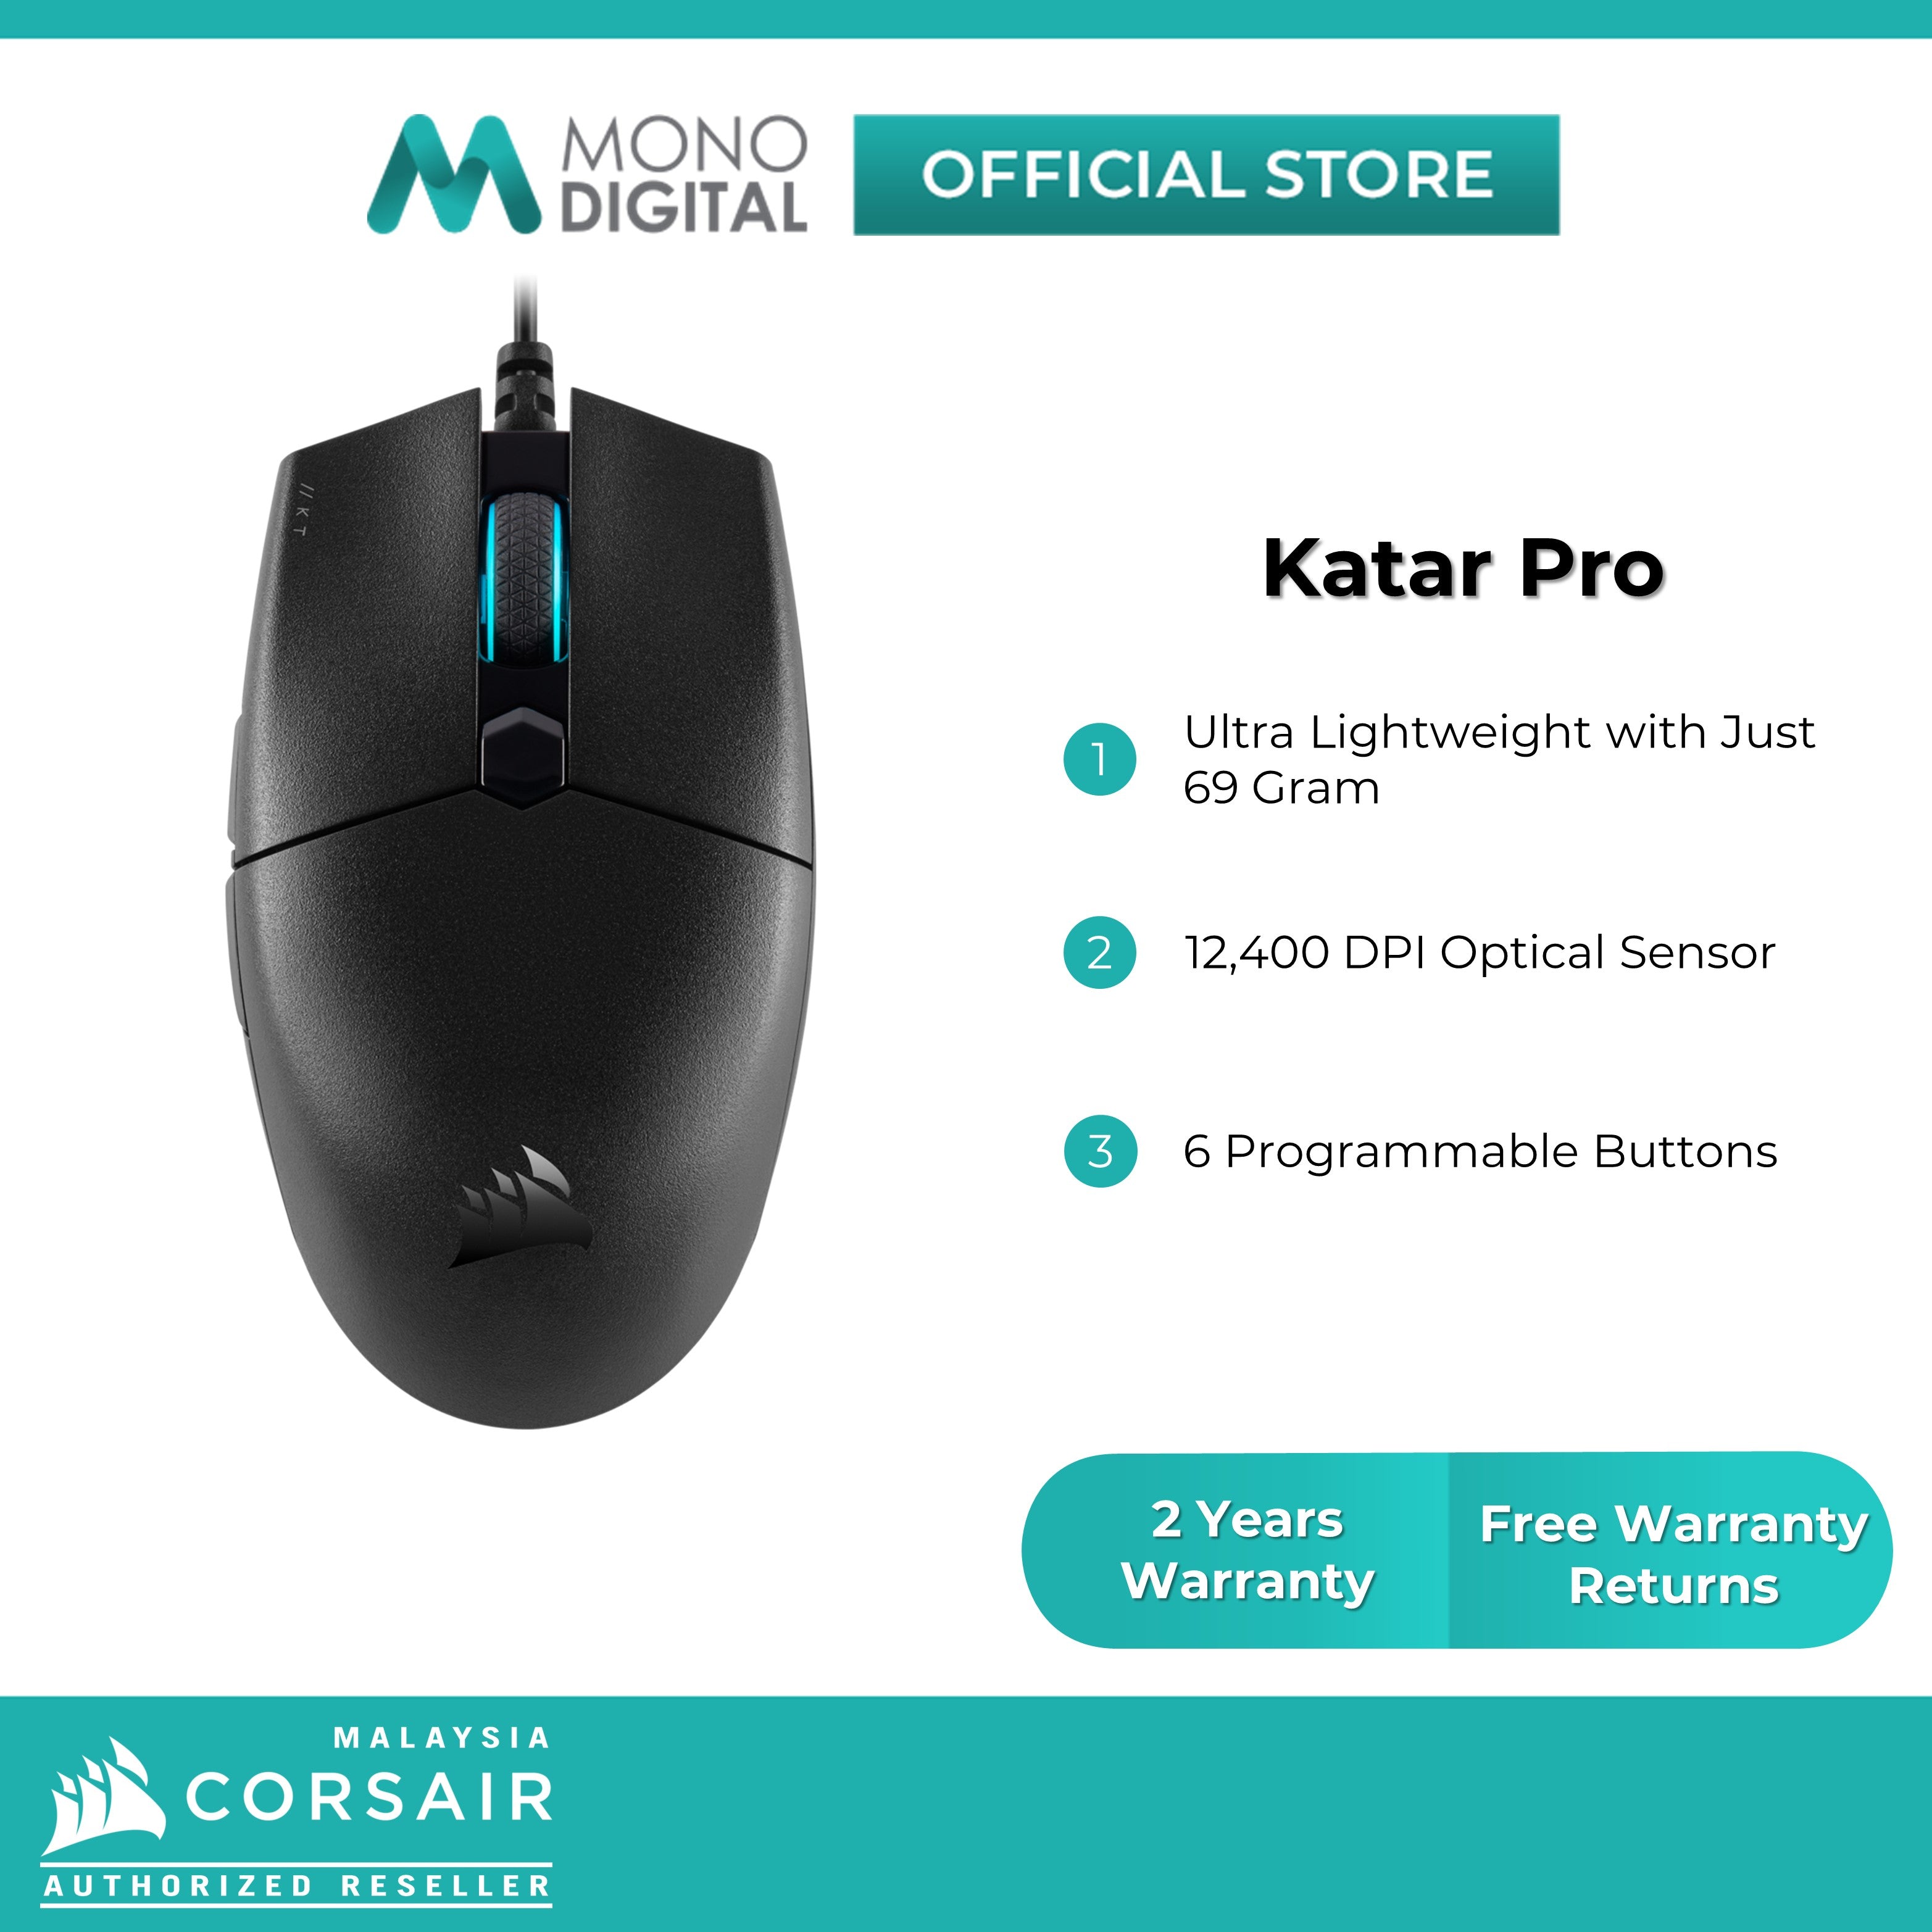 MONO
DIGITAL
OFFICIAL STORE
// K T
Katar Pro
1
Ultra Lightweight with Just
69 Gram
2
12,400 DPI Optical Sensor
3
6 Programmable Buttons
2 Years
Warranty
Free Warranty
Returns
MALAYSIA
CORSAIR
AUTHORIZED RESELLER